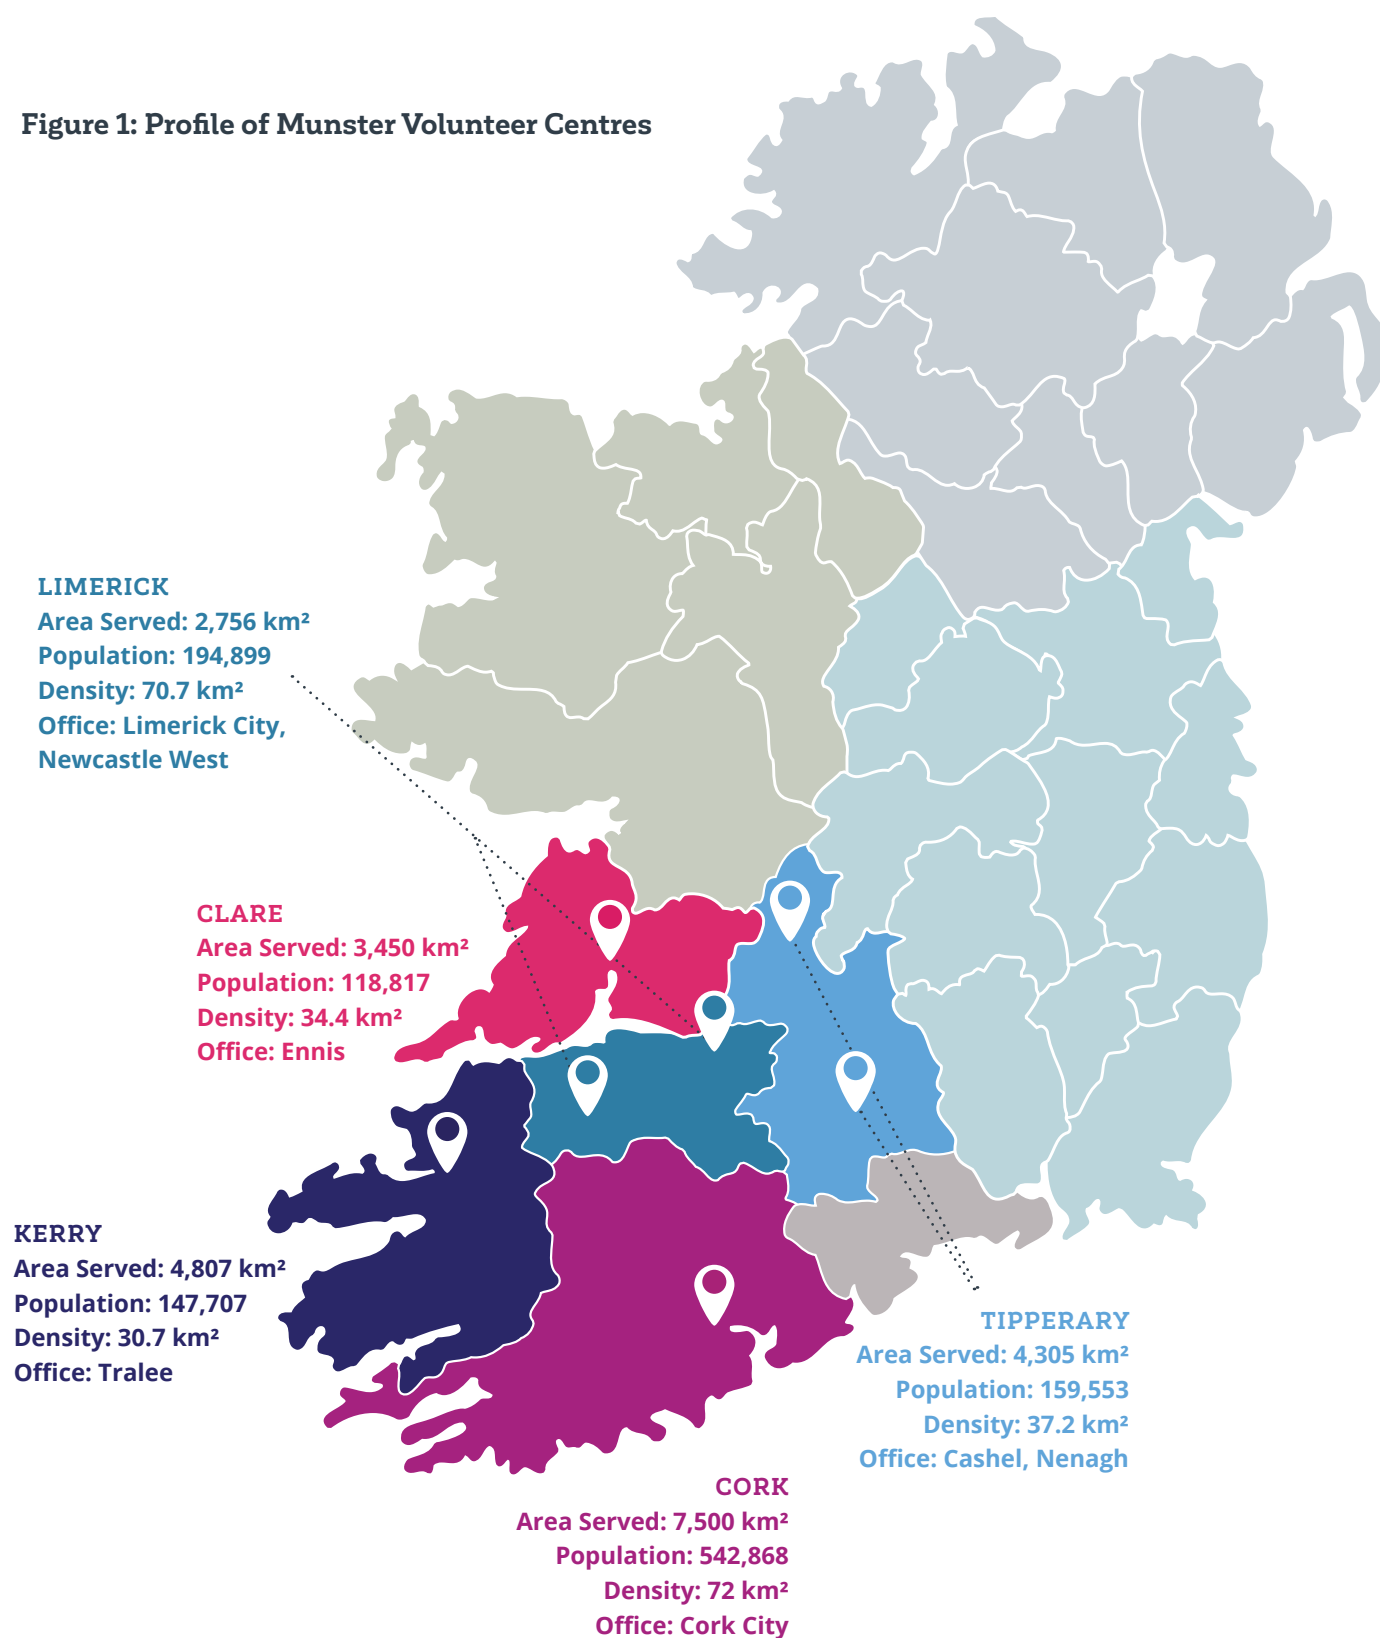 Figure 1: Profile of Munster Volunteer Centres
LIMERICK
Area Served: 2,756 km²
Population: 194,899
Density: 70.7 km²
Office: Limerick City,
Newcastle West
CLARE
Area Served: 3,450 km²
Population: 118,817
Density: 34.4 km²
Office: Ennis
KERRY
Area Served: 4,807 km²
Population: 147,707
Density: 30.7 km²
Office: Tralee
TIPPERARY
Area Served: 4,305 km²
Population: 159,553
Density: 37.2 km²
Office: Cashel, Nenagh
CORK
Area Served: 7,500 km²
Population: 542,868
Density: 72 km²
Office: Cork City